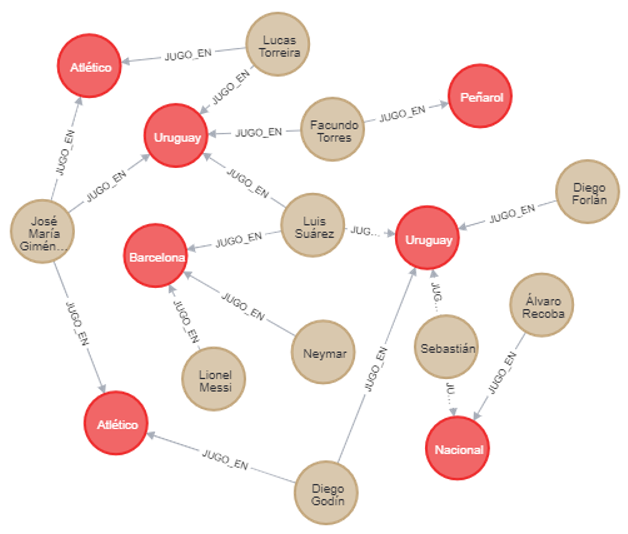 Lucas
Torreira
JUGO_EN
Atlético
JUGO_EN
Peñarol
JUGO_EN
Facundo
Torres
JUGO_EN
Uruguay
JUGO_EN
JUGO_EN
JUGO_EN
Diego
Forlán
JUGO_EN
José
María
Gimén...
Luis
Suárez
JUG...
Uruguay
JUGO_EN
Barcelona
JUG...
Álvaro
Recoba
JUGO_EN
JUGO_EN
JUGO_EN
Neymar
Sebastián
JUGO_EN
JUGO_EN
Lionel
Messi
JU...
Atlético
Nacional
JUGO_EN
Diego
Godín